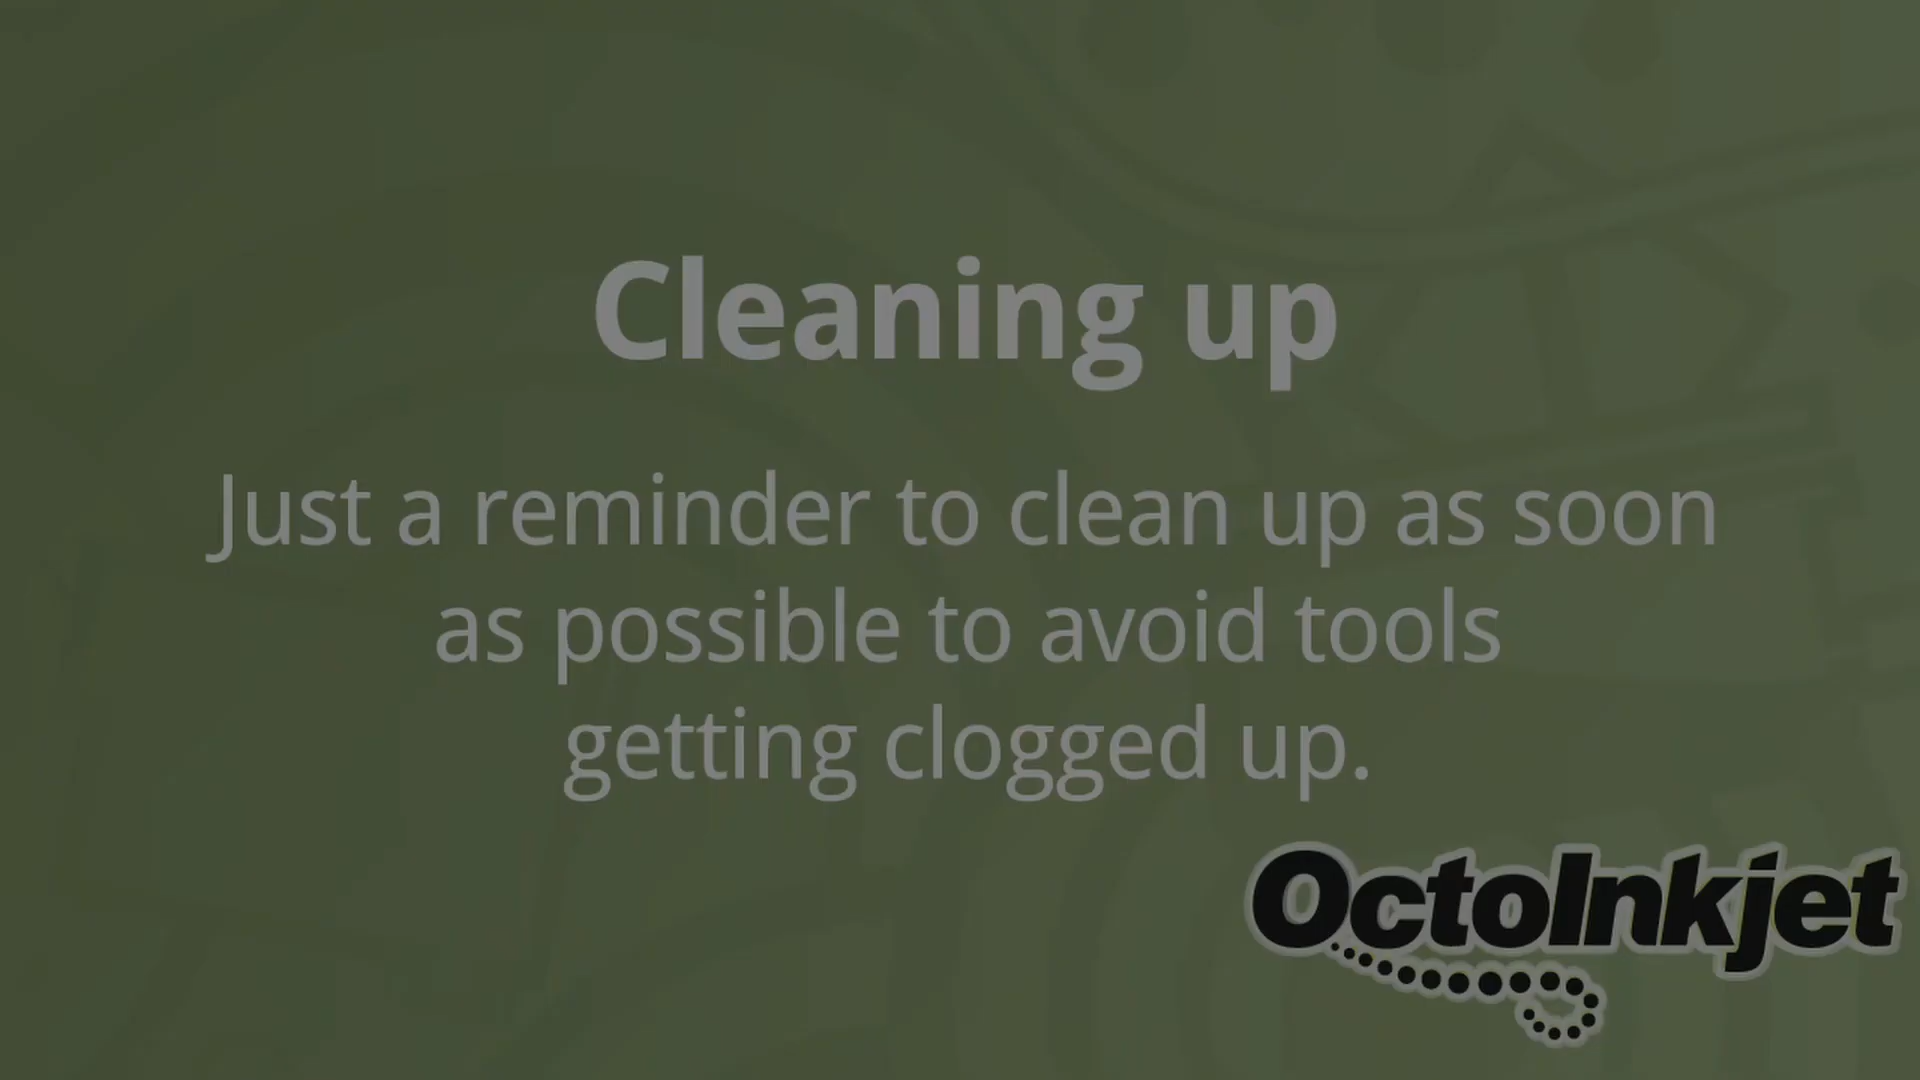 Cleaning up
Just a reminder to clean up as soon
as possible to avoid tools
getting clogged up.
OctoInkjet